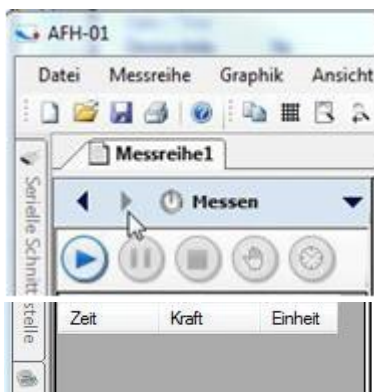 AFH-01
Datei Messreihe Graphik Ansicht
Messreihe1
Messen
Serielle Schnittstelle
Zeit Kraft Einheit